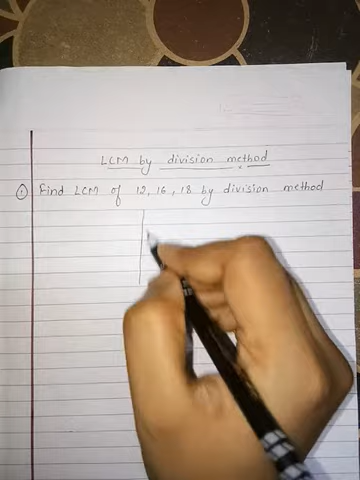 LCM by division method
① Find LCM of 12, 16, 18 by division method